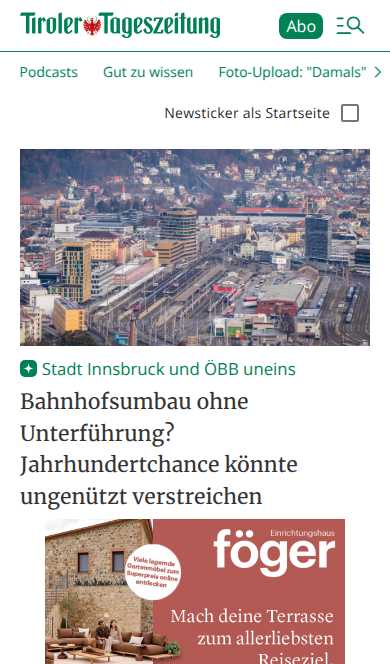 Tiroler Tageszeitung
Abo
Podcasts Gut zu wissen Foto-Upload: "Damals"
Newsticker als Startseite
Stadt Innsbruck und ÖBB uneins
Bahnhofsumbau ohne
Unterführung?
Jahrhundertchance könnte
ungenützt verstreichen
Einrichtungshaus
föger
Viele lagernde
Gartenmöbel zum
Superpreis online
entdecken
Mach deine Terrasse
zum allerliebsten
Reiseziel.